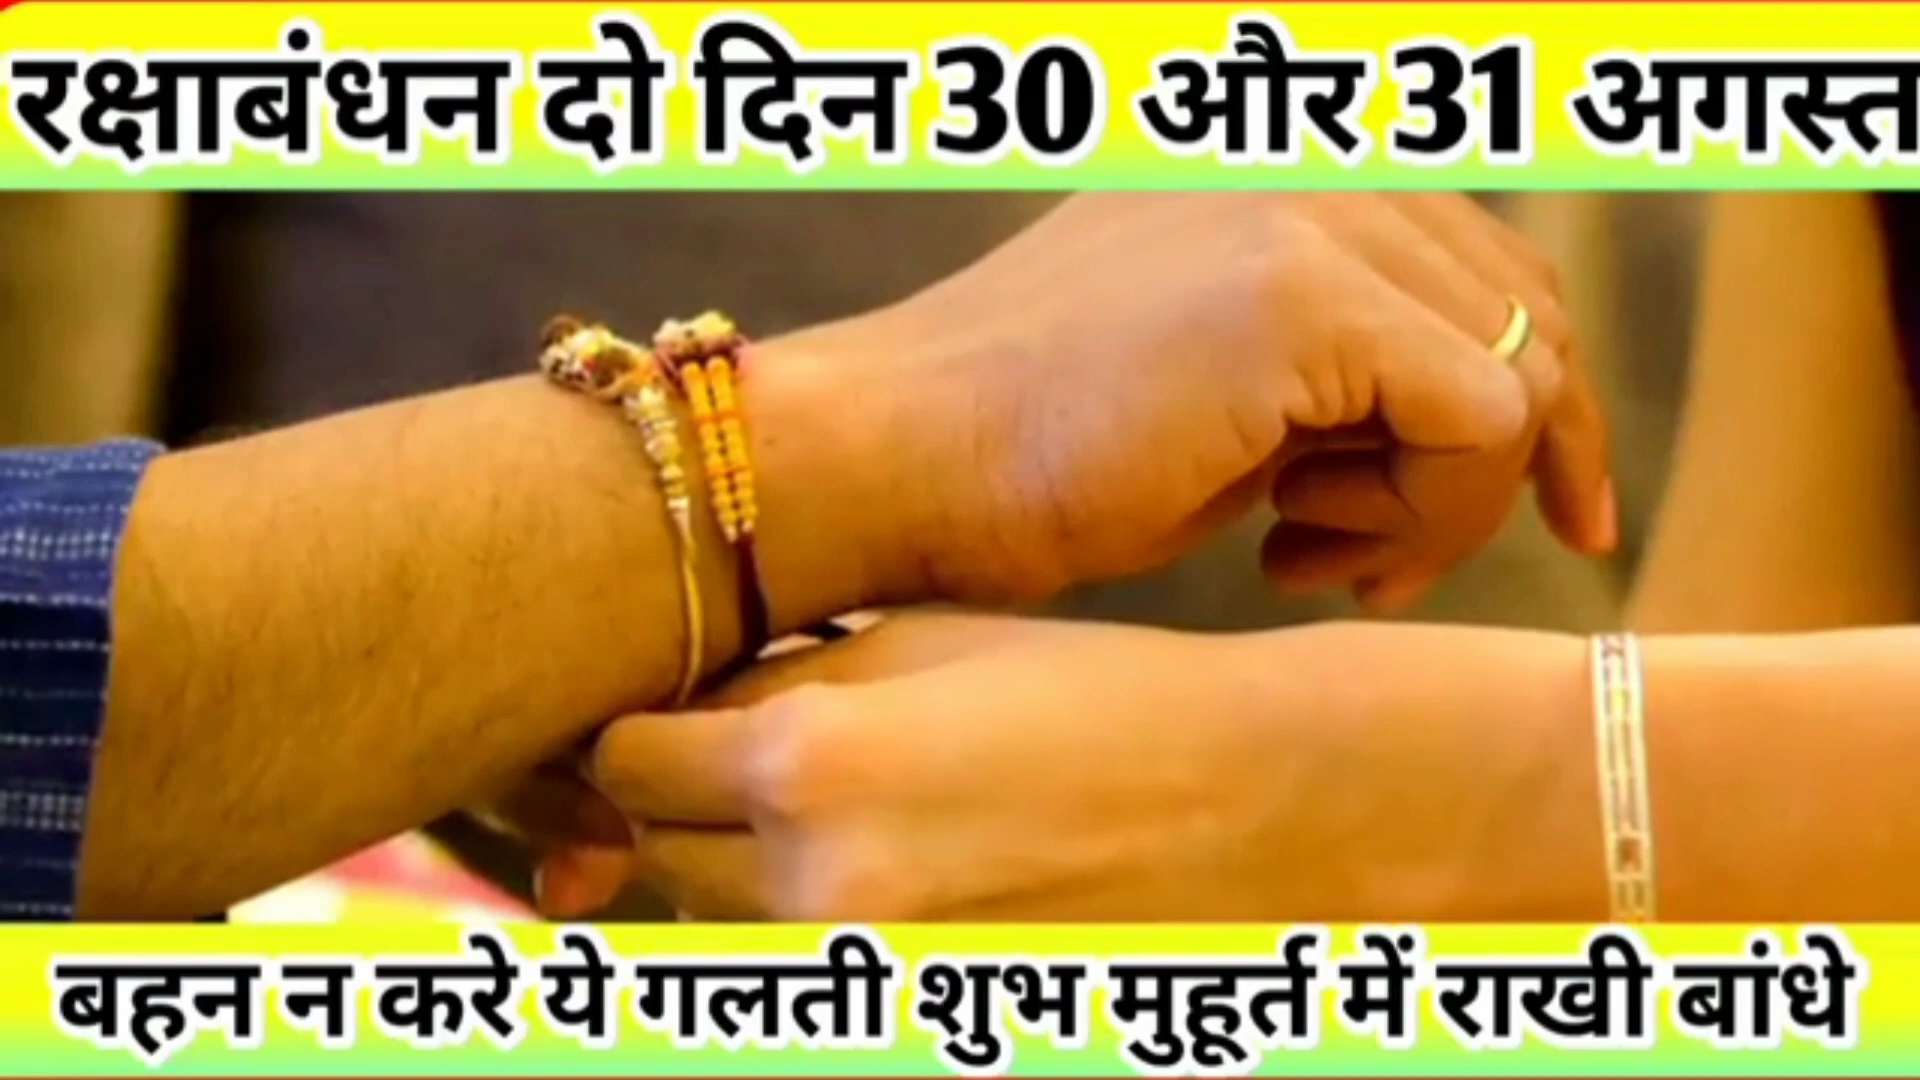 रक्षाबंधन दो दिन 30 और 31 अगस्त
बहन न करे ये गलती शुभ मुहूर्त में राखी बांधे